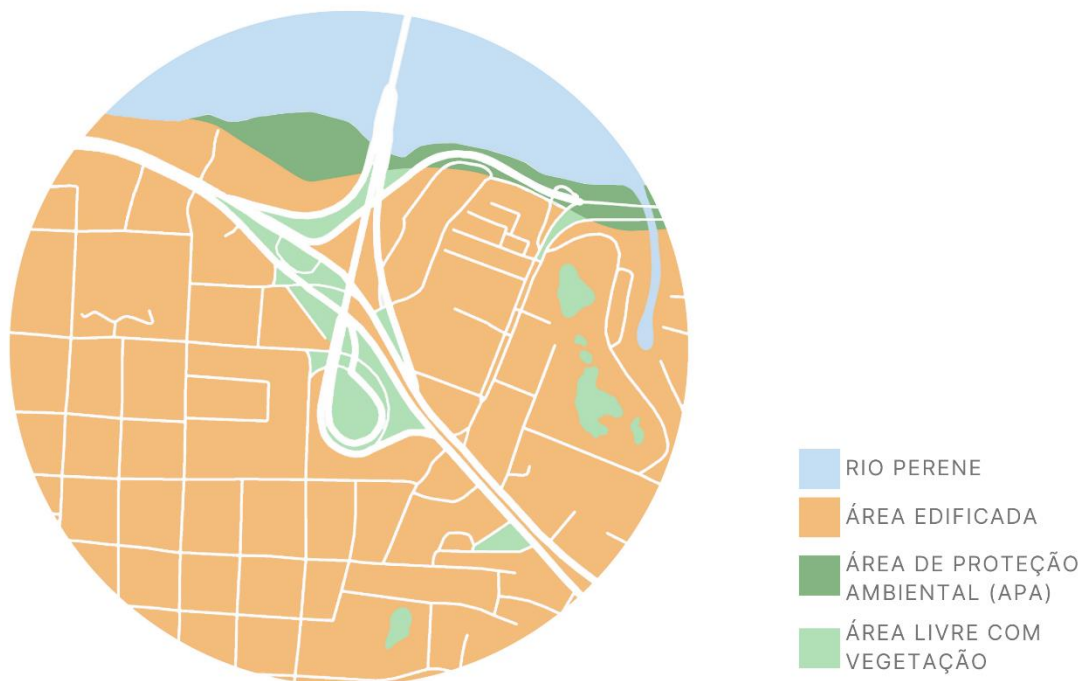 RIO PERENE
ÁREA EDIFICADA
ÁREA DE PROTEÇÃO
AMBIENTAL (APA)
ÁREA LIVRE COM
VEGETAÇÃO